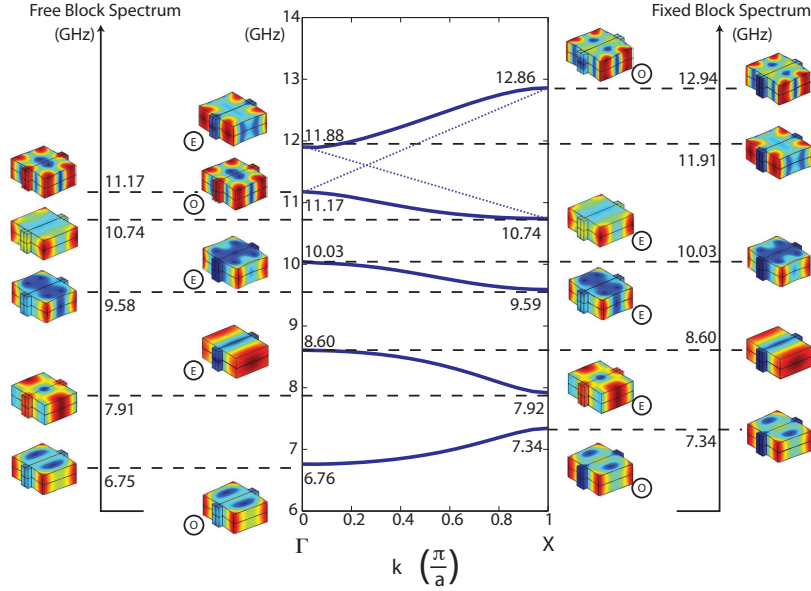 Free Block Spectrum
(GHz)
11.17
10.74
9.58
7.91
6.75
(GHz)
E
O
E
E
O
14
13
12
11
10
9
8
7
6
12.86
11.88
11.17
10.74
10.03
9.59
8.60
7.92
7.34
6.76
0 0.2 0.4 0.6 0.8 1
Γ X
k (π/a)
O
E
E
E
O
Fixed Block Spectrum
(GHz)
12.94
11.91
10.03
8.60
7.34